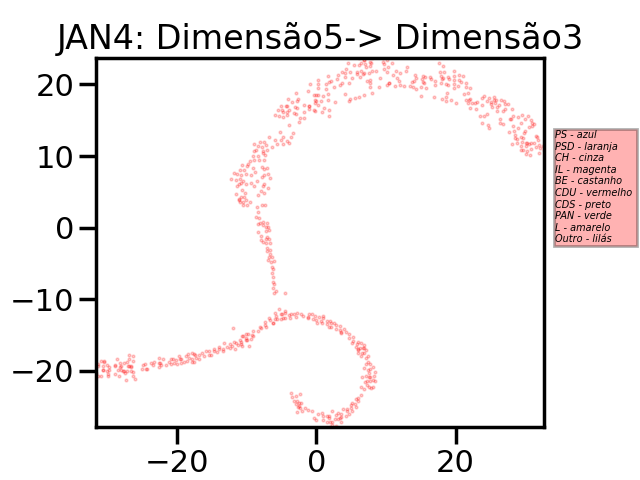 JAN4: Dimensão5-> Dimensão3
20
10
0
−10
−20
−20 0 20
PS - azul
PSD - laranja
CH - cinza
IL - magenta
BE - castanho
CDU - vermelho
CDS - preto
PAN - verde
L - amarelo
Outro - lilás